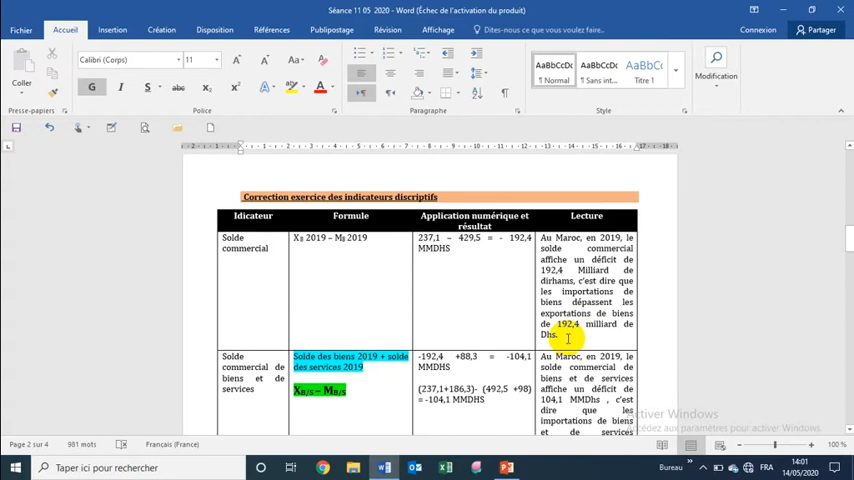 Séance 11 05 2020 - Word (Échec de l'activation du produit)
Fichier Accueil Insertion Création Disposition Références Publipostage Révision Affichage Dites-nous ce que vous voulez faire. Connexion Partager
Coller
Presse-papiers
Calibri (Corps) 11
G I S abc x₂ x²
Police
Paragraphe
AaBbCcDc AaBbCcDc AaBbCc
¶ Normal ¶ Sans int... Titre 1
Style
Modification
Correction exercice des indicateurs discriptifs
Idicateur Formule Application numérique et résultat Lecture
Solde commercial
X_B 2019 – M_B 2019
237,1 – 429,5 = - 192,4
MMDHS
Au Maroc, en 2019, le
solde commercial
affiche un déficit de
192,4 Milliard de
dirhams, c'est dire que
les importations de
biens dépassent les
exportations de biens
de 192,4 milliard de
Dhs.
Solde
commercial de
biens et de
services
Solde des biens 2019 + solde
des services 2019
X_B/S – M_B/S
-192,4 +88,3 = -104,1
MMDHS
(237,1+186,3)- (492,5 +98)
= -104,1 MMDHS
Au Maroc, en 2019, le
solde commercial de
biens et de services
affiche un déficit de
104,1 MMDhs , c'est
dire que les
importations de biens
et de services
Activer Windows
Accédez aux paramètres pour activer Windows.
Page 2 sur 4 981 mots Français (France) 100 %
Taper ici pour rechercher
Bureau FRA 14:01
14/05/2020